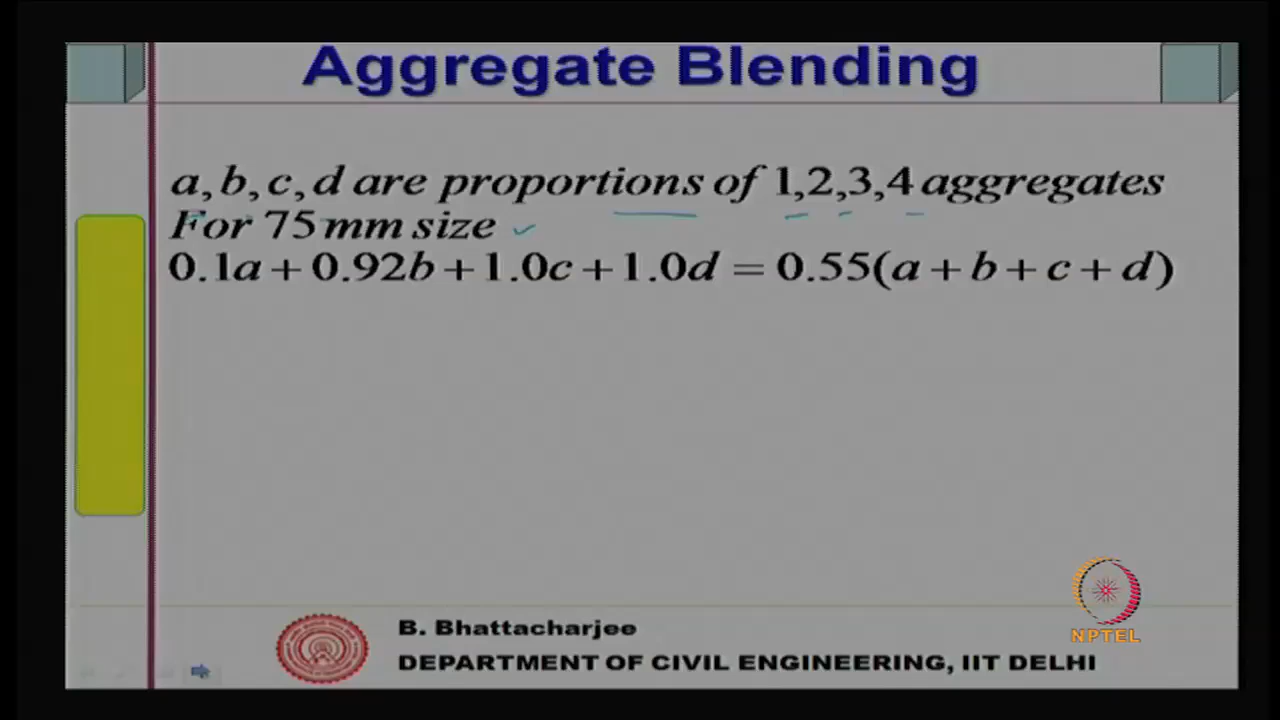 Aggregate Blending
a, b, c, d are proportions of 1,2,3,4 aggregates
For 75 mm size
0.1a + 0.92b + 1.0c + 1.0d = 0.55(a + b + c + d)
B. Bhattacharjee
DEPARTMENT OF CIVIL ENGINEERING, IIT DELHI
NPTEL